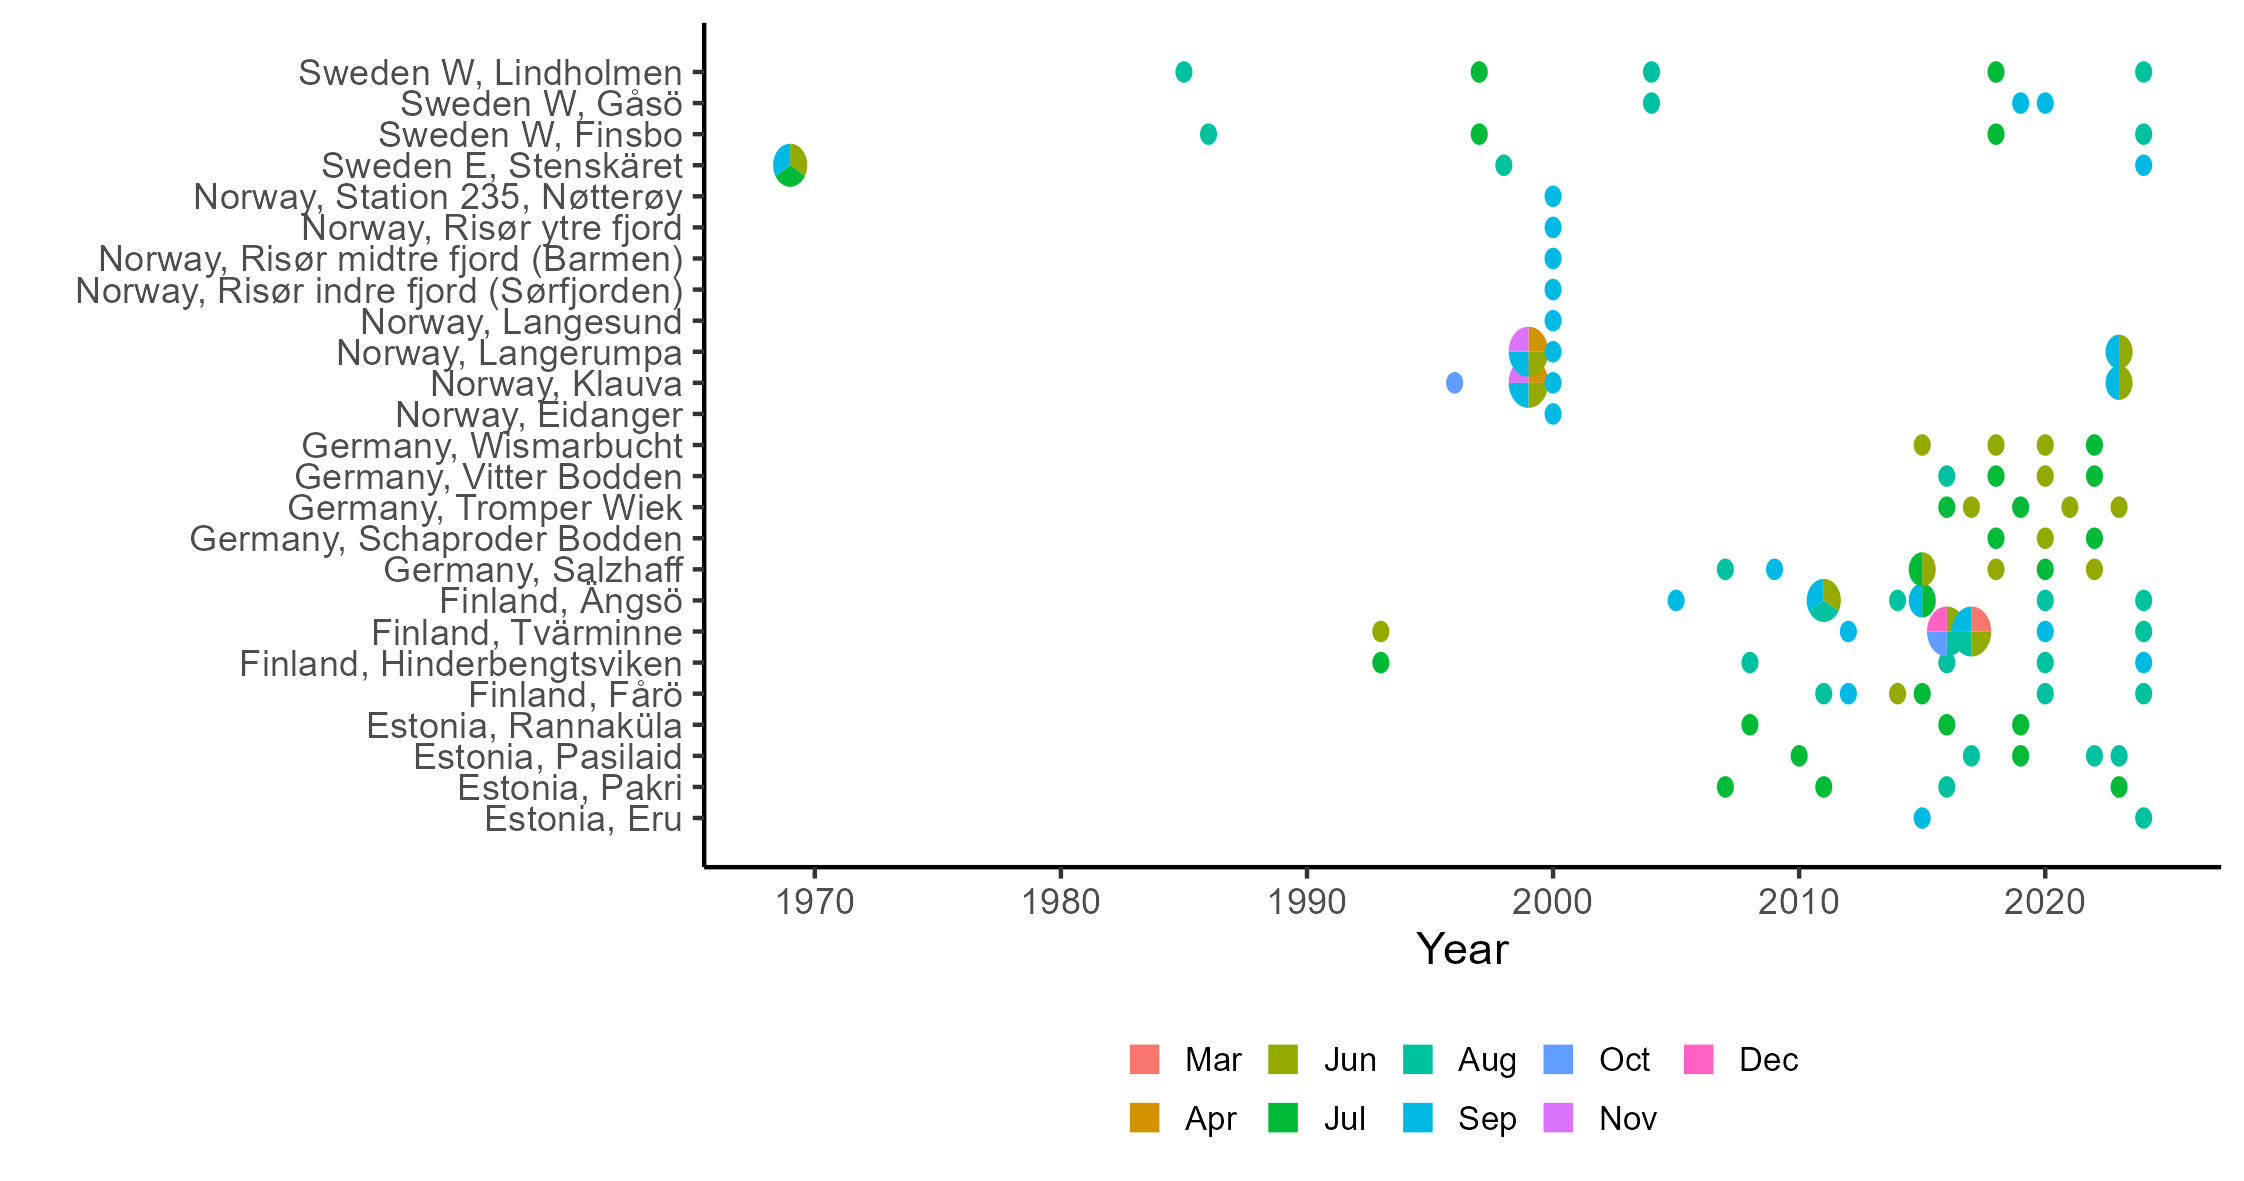 Sweden W, Lindholmen
Sweden W, Gåsö
Sweden W, Finsbo
Sweden E, Stenskäret
Norway, Station 235, Nøtterøy
Norway, Risør ytre fjord
Norway, Risør midtre fjord (Barmen)
Norway, Risør indre fjord (Sørfjorden)
Norway, Langesund
Norway, Langerumpa
Norway, Klauva
Norway, Eidanger
Germany, Wismarbucht
Germany, Vitter Bodden
Germany, Tromper Wiek
Germany, Schaproder Bodden
Germany, Salzhaff
Finland, Ängsö
Finland, Tvärminne
Finland, Hinderbengtsviken
Finland, Fårö
Estonia, Rannaküla
Estonia, Pasilaid
Estonia, Pakri
Estonia, Eru
1970 1980 1990 2000 2010 2020
Year
Mar Jun Aug Oct Dec
Apr Jul Sep Nov